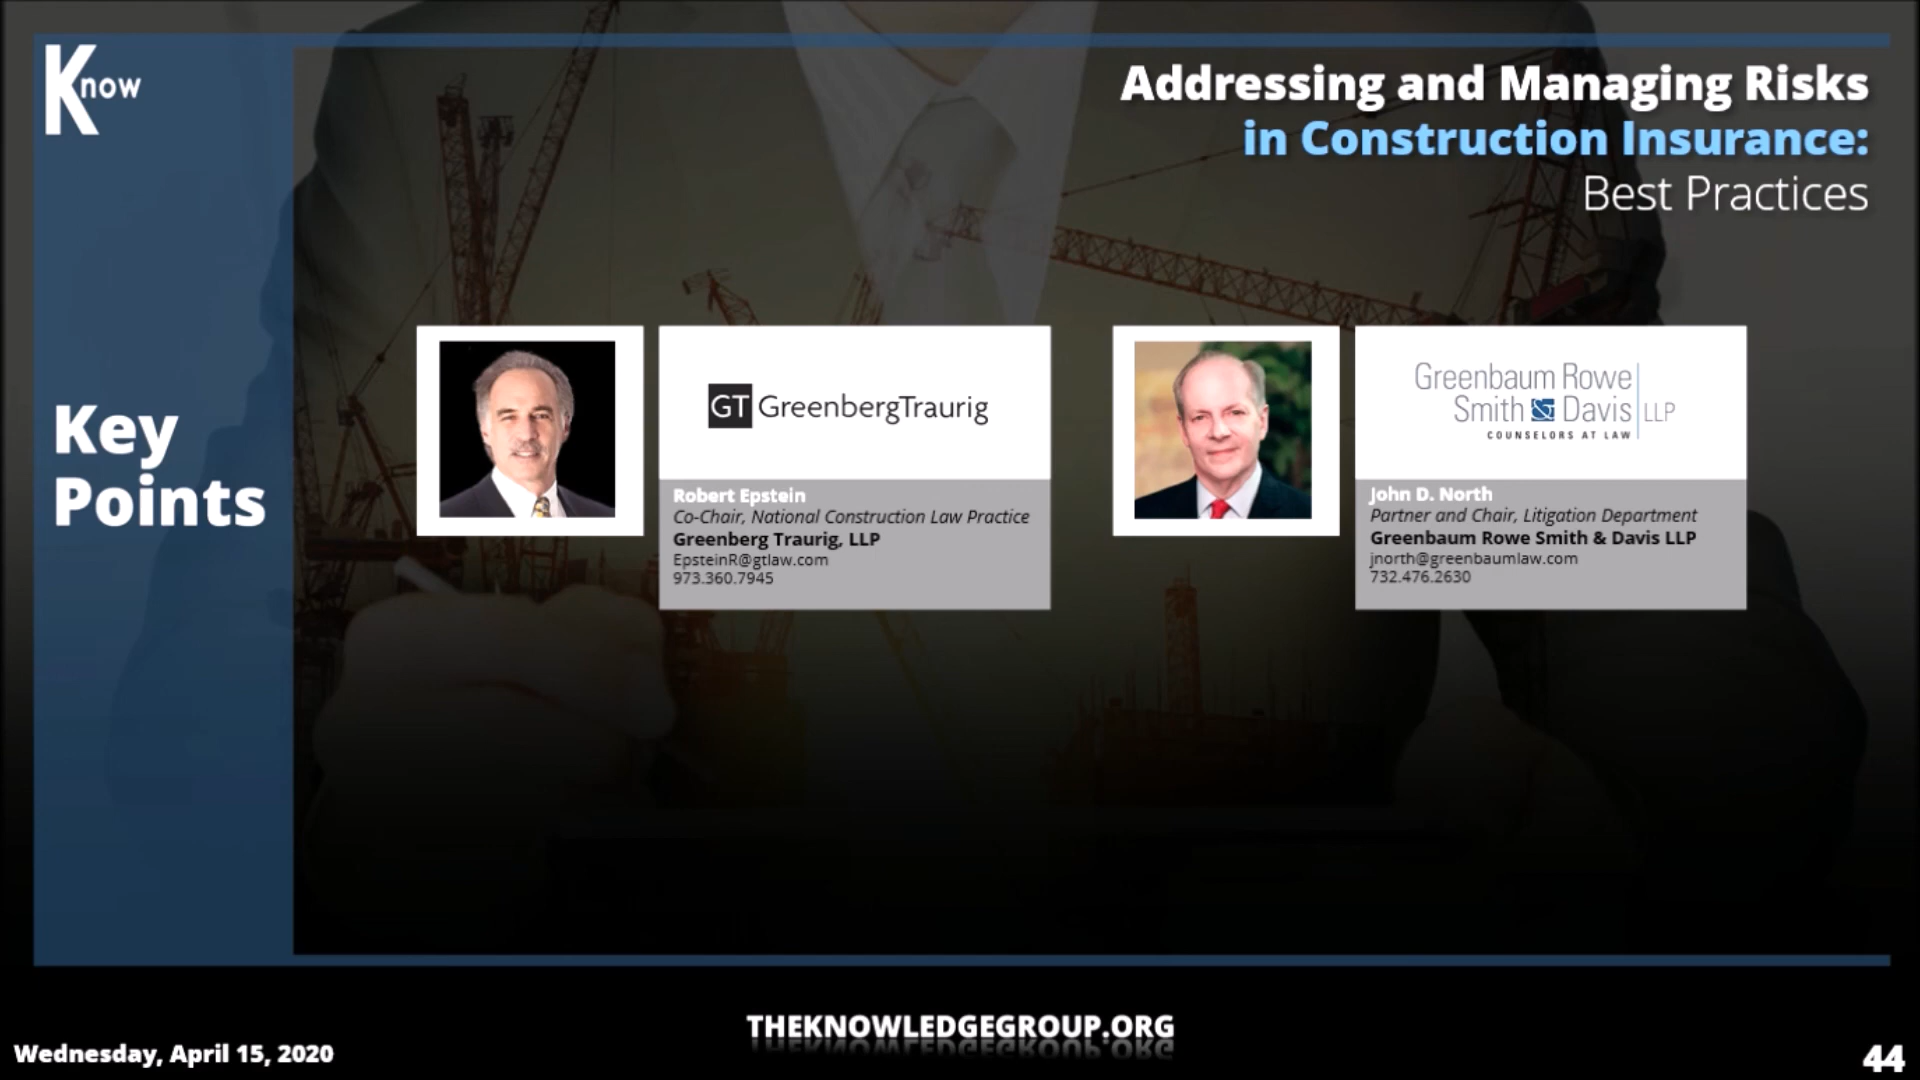 Know
Addressing and Managing Risks
in Construction Insurance:
Best Practices
Key
Points
GT GreenbergTraurig
Robert Epstein
Co-Chair, National Construction Law Practice
Greenberg Traurig, LLP
EpsteinR@gtlaw.com
973.360.7945
Greenbaum Rowe
Smith & Davis LLP
COUNSELORS AT LAW
John D. North
Partner and Chair, Litigation Department
Greenbaum Rowe Smith & Davis LLP
jnorth@greenbaumlaw.com
732.476.2630
THEKNOWLEDGEGROUP.ORG
Wednesday, April 15, 2020
44